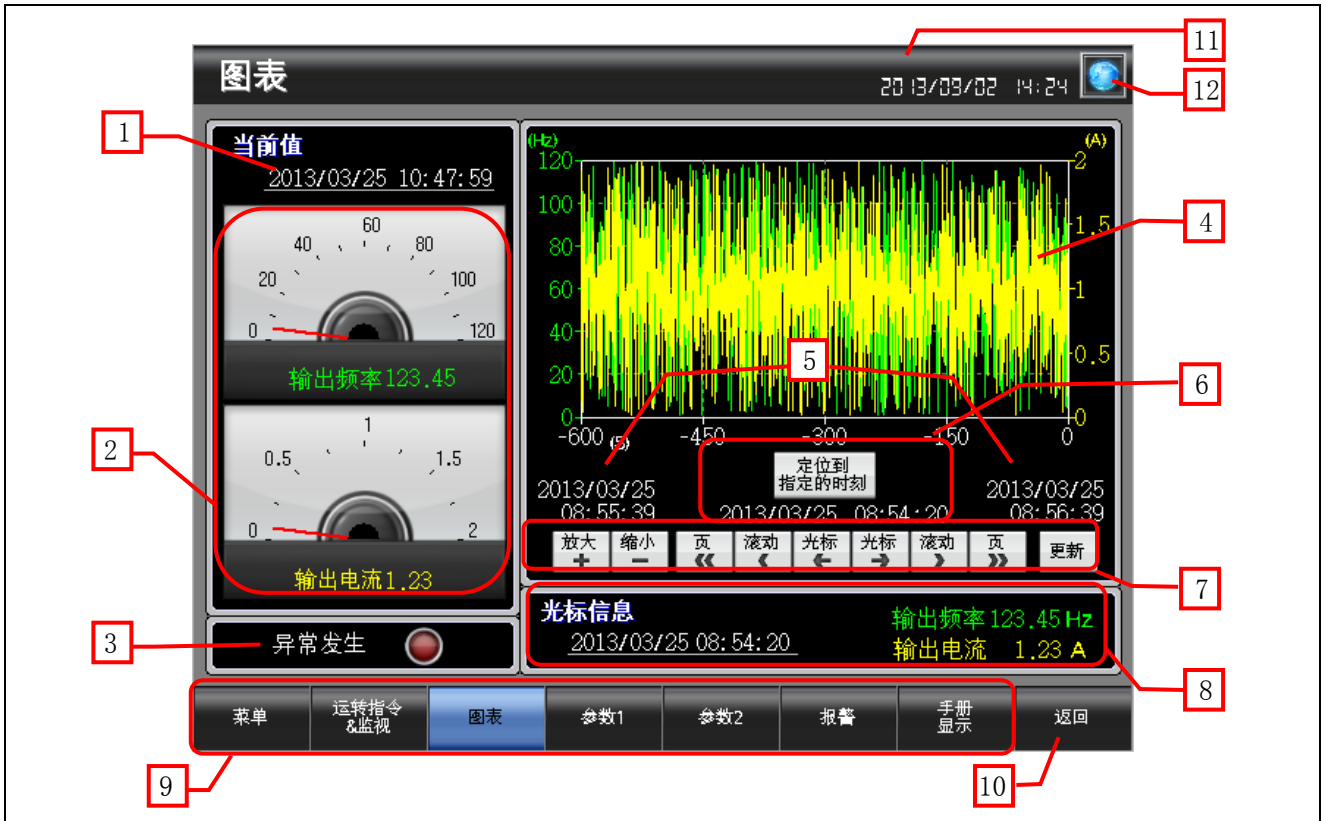 图表
2013/09/02 14:24
11
12
1
当前值
2013/03/25 10:47:59
0 20 40 60 80 100 120
输出频率123.45
2
0 0.5 1 1.5 2
输出电流1.23
3
异常发生
(Hz)
(A)
120
100
80
60
40
20
0
2
1.5
1
0.5
0
4
5
6
-600 (S) -450 -300 -150 0
定位到
指定的时刻
2013/03/25
08:55:39
2013/03/25 08:54:20
2013/03/25
08:56:39
放大 缩小 页 滚动 光标 光标 滚动 页 更新
+ − ❮❮ ❮ ← → ❯ ❯❯
7
光标信息
2013/03/25 08:54:20
输出频率 123.45 Hz
输出电流 1.23 A
8
菜单
运转指令
&监视
图表
参数1
参数2
报警
手册
显示
返回
9
10